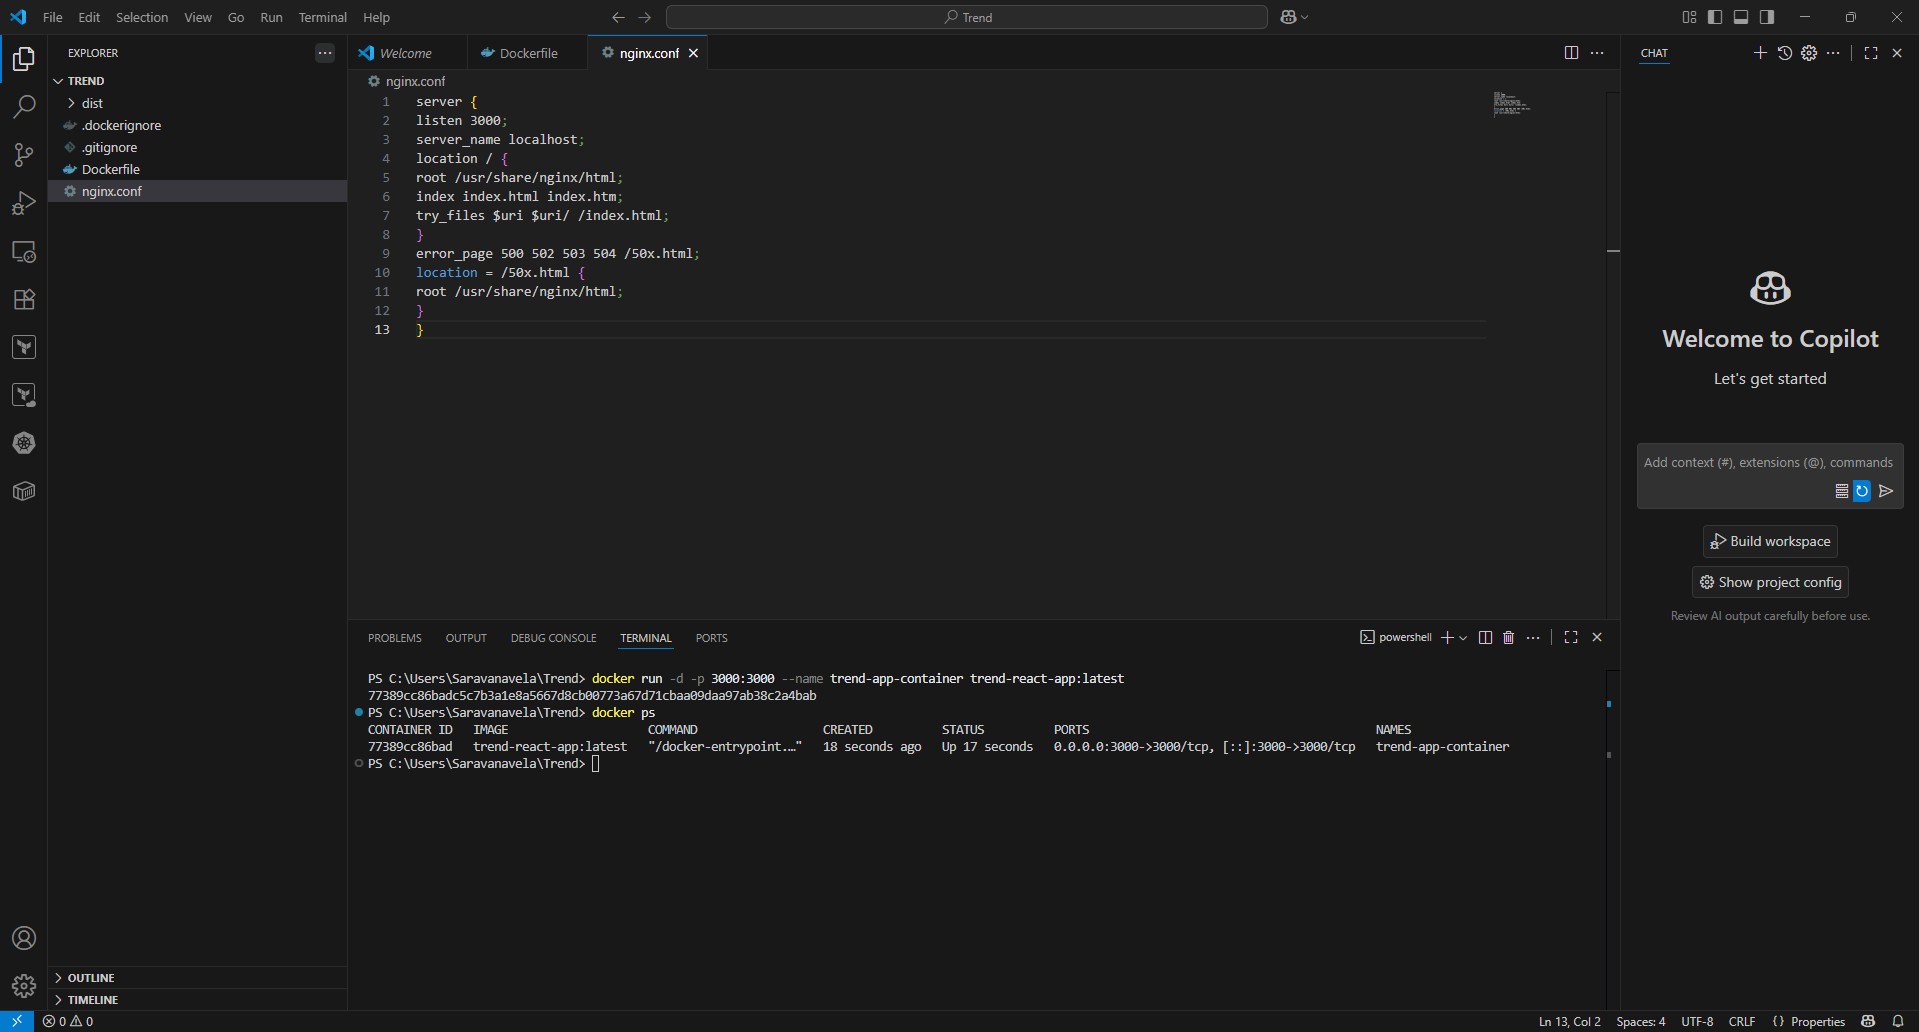 File Edit Selection View Go Run Terminal Help
Trend
EXPLORER
TREND
dist
.dockerignore
.gitignore
Dockerfile
nginx.conf
OUTLINE
TIMELINE
Welcome Dockerfile nginx.conf
nginx.conf
1 server {
2 listen 3000;
3 server_name localhost;
4 location / {
5 root /usr/share/nginx/html;
6 index index.html index.htm;
7 try_files $uri $uri/ /index.html;
8 }
9 error_page 500 502 503 504 /50x.html;
10 location = /50x.html {
11 root /usr/share/nginx/html;
12 }
13 }
PROBLEMS OUTPUT DEBUG CONSOLE TERMINAL PORTS
powershell
PS C:\Users\Saravanavela\Trend> docker run -d -p 3000:3000 --name trend-app-container trend-react-app:latest
77389cc86badc5c7b3a1e8a5667d8cb00773a67d71cbaa09daa97ab38c2a4bab
PS C:\Users\Saravanavela\Trend> docker ps
CONTAINER ID IMAGE COMMAND CREATED STATUS PORTS NAMES
77389cc86bad trend-react-app:latest "/docker-entrypoint.…" 18 seconds ago Up 17 seconds 0.0.0.0:3000->3000/tcp, [::]:3000->3000/tcp trend-app-container
PS C:\Users\Saravanavela\Trend>
CHAT
Welcome to Copilot
Let's get started
Add context (#), extensions (@), commands
Build workspace
Show project config
Review AI output carefully before use.
0 0
Ln 13, Col 2 Spaces: 4 UTF-8 CRLF {} Properties